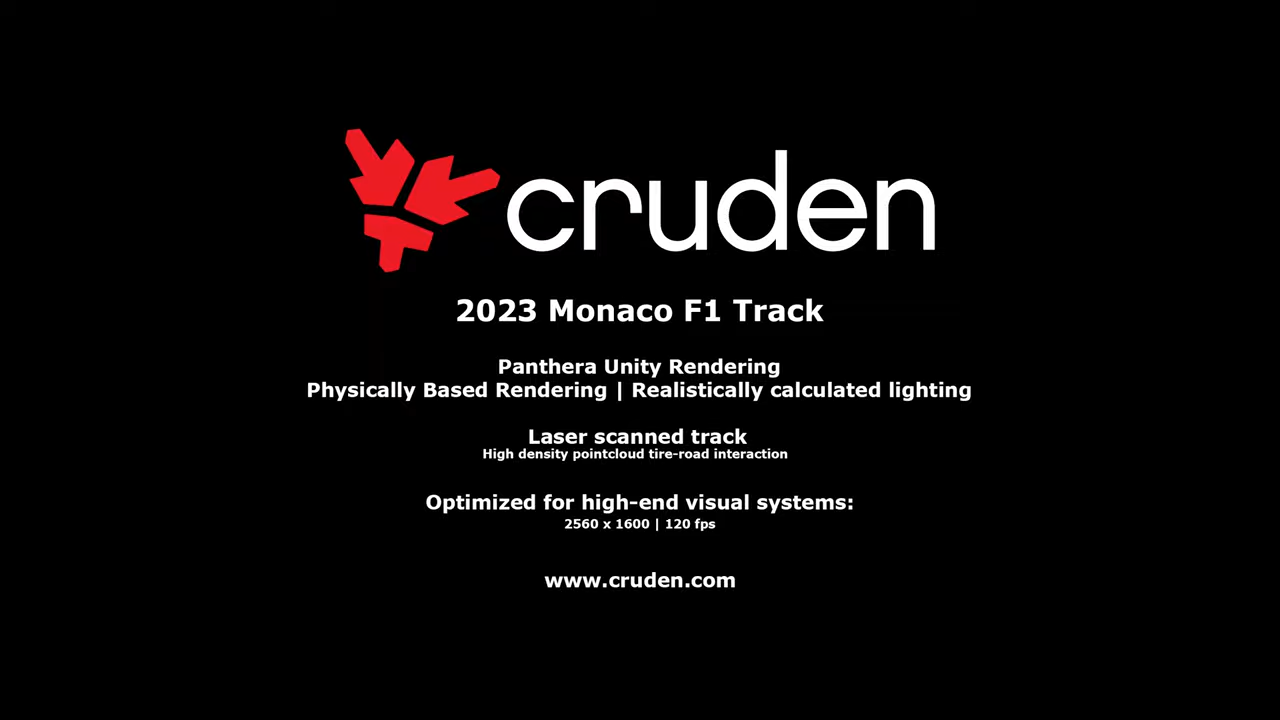 cruden
2023 Monaco F1 Track
Panthera Unity Rendering
Physically Based Rendering | Realistically calculated lighting
Laser scanned track
High density pointcloud tire-road interaction
Optimized for high-end visual systems:
2560 x 1600 | 120 fps
www.cruden.com